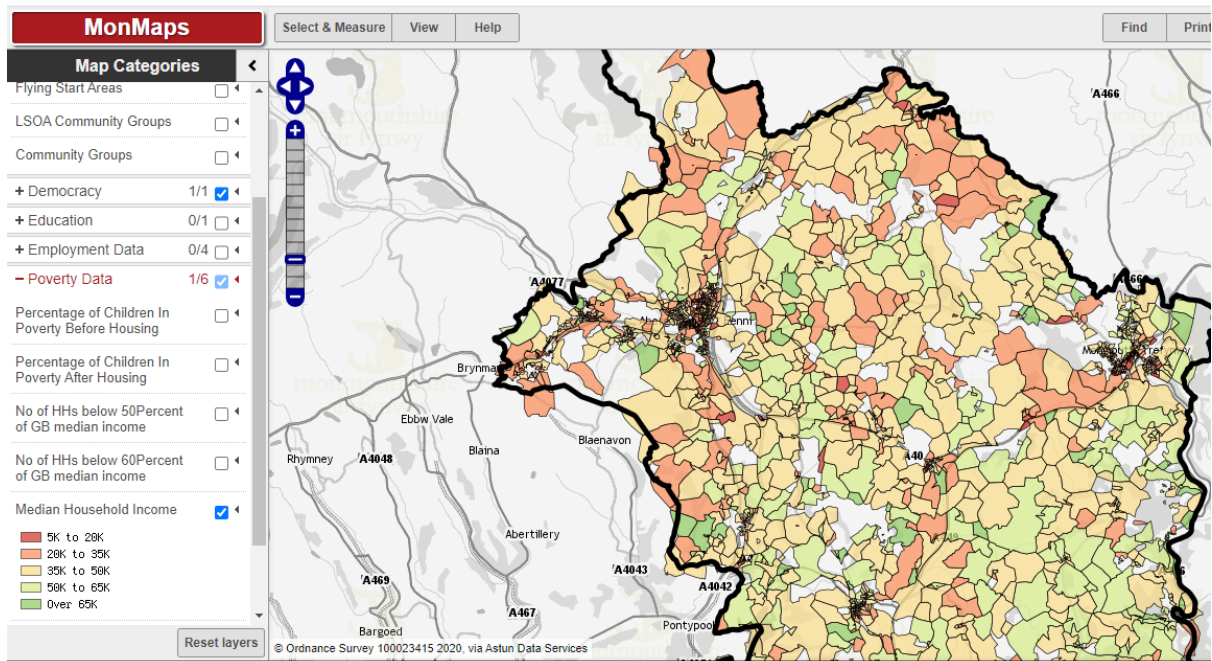 MonMaps
Select & Measure
View
Help
Find
Print
Map Categories
Flying Start Areas
LSOA Community Groups
Community Groups
+ Democracy 1/1
+ Education 0/1
+ Employment Data 0/4
− Poverty Data 1/6
Percentage of Children In
Poverty Before Housing
Percentage of Children In
Poverty After Housing
No of HHs below 50Percent
of GB median income
No of HHs below 60Percent
of GB median income
Median Household Income
5K to 20K
20K to 35K
35K to 50K
50K to 65K
Over 65K
Reset layers
A466
A4077
Ebbw Vale
Blaina
Blaenavon
Rhymney
A4048
A40
Abertillery
A4043
A469
A4042
A467
Bargoed
© Ordnance Survey 100023415 2020, via Astun Data Services